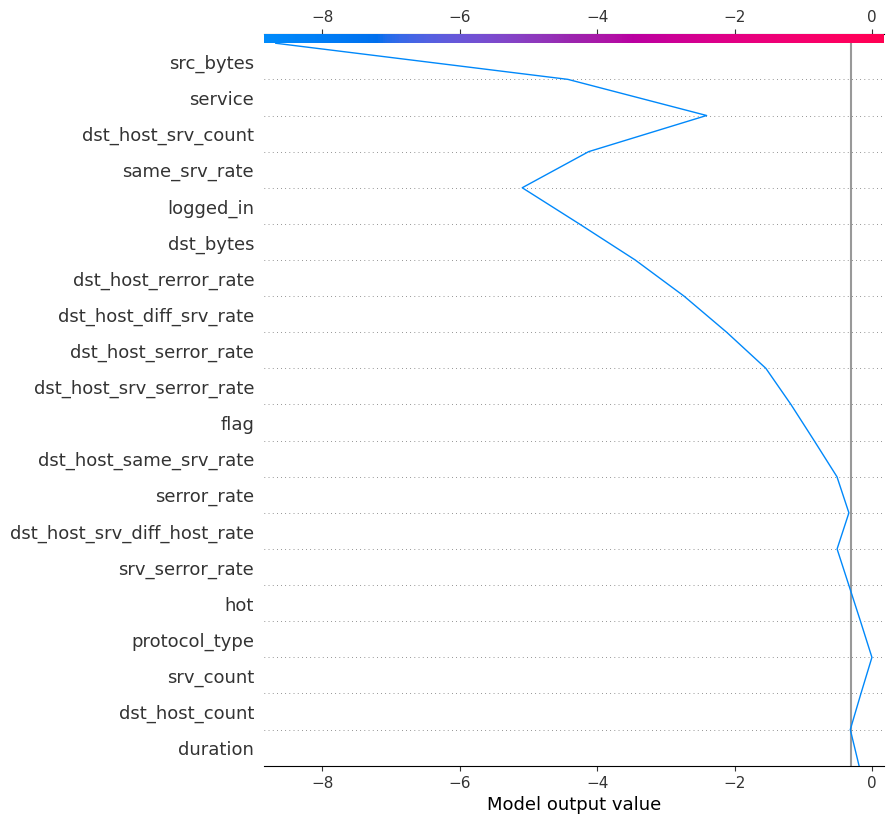 −8 −6 −4 −2 0
src_bytes
service
dst_host_srv_count
same_srv_rate
logged_in
dst_bytes
dst_host_rerror_rate
dst_host_diff_srv_rate
dst_host_serror_rate
dst_host_srv_serror_rate
flag
dst_host_same_srv_rate
serror_rate
dst_host_srv_diff_host_rate
srv_serror_rate
hot
protocol_type
srv_count
dst_host_count
duration
−8 −6 −4 −2 0
Model output value